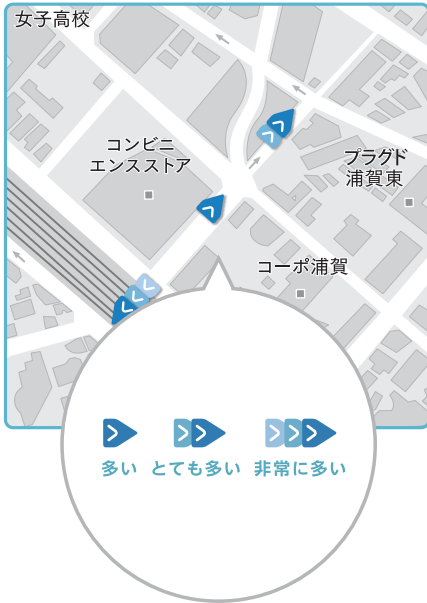 女子高校
コンビニ
エンスストア
プラグド
浦賀東
コーポ浦賀
多い とても多い 非常に多い